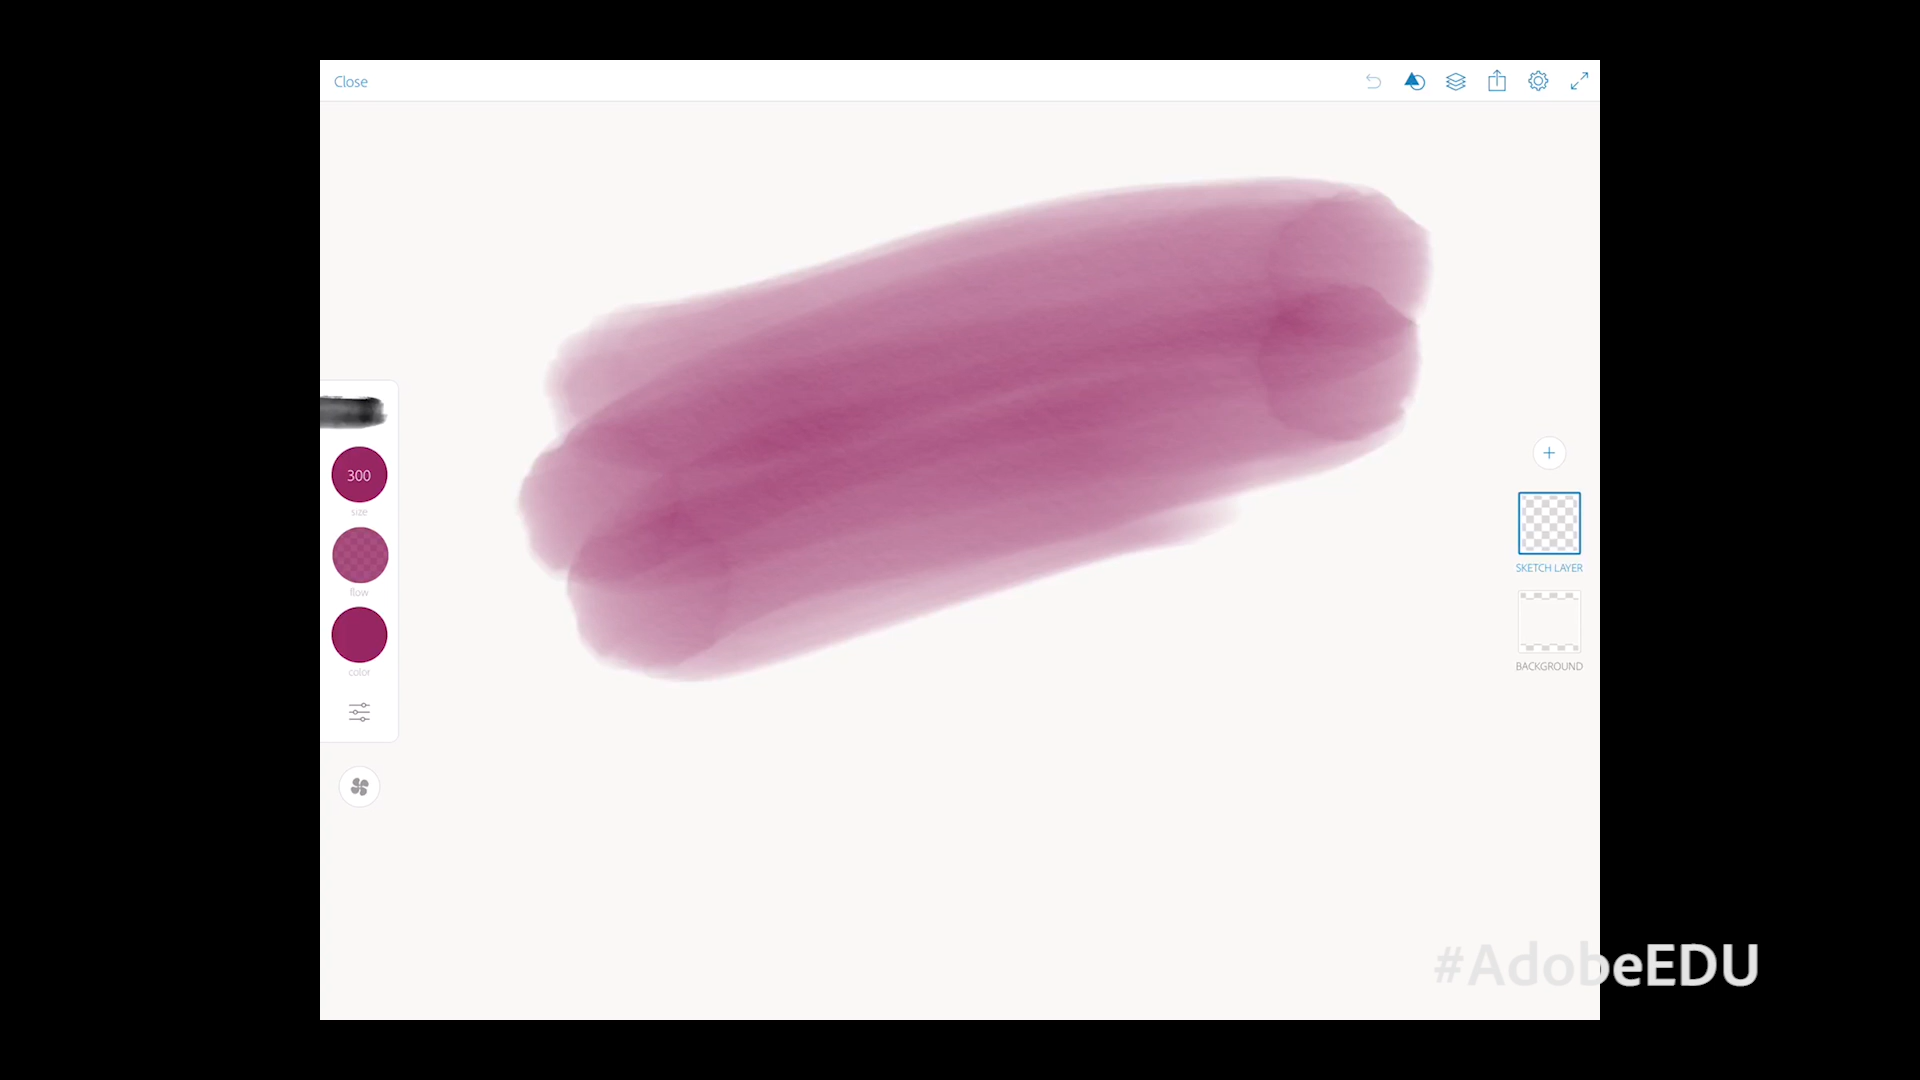 Close
300
size
flow
color
SKETCH LAYER
BACKGROUND
#AdobeEDU